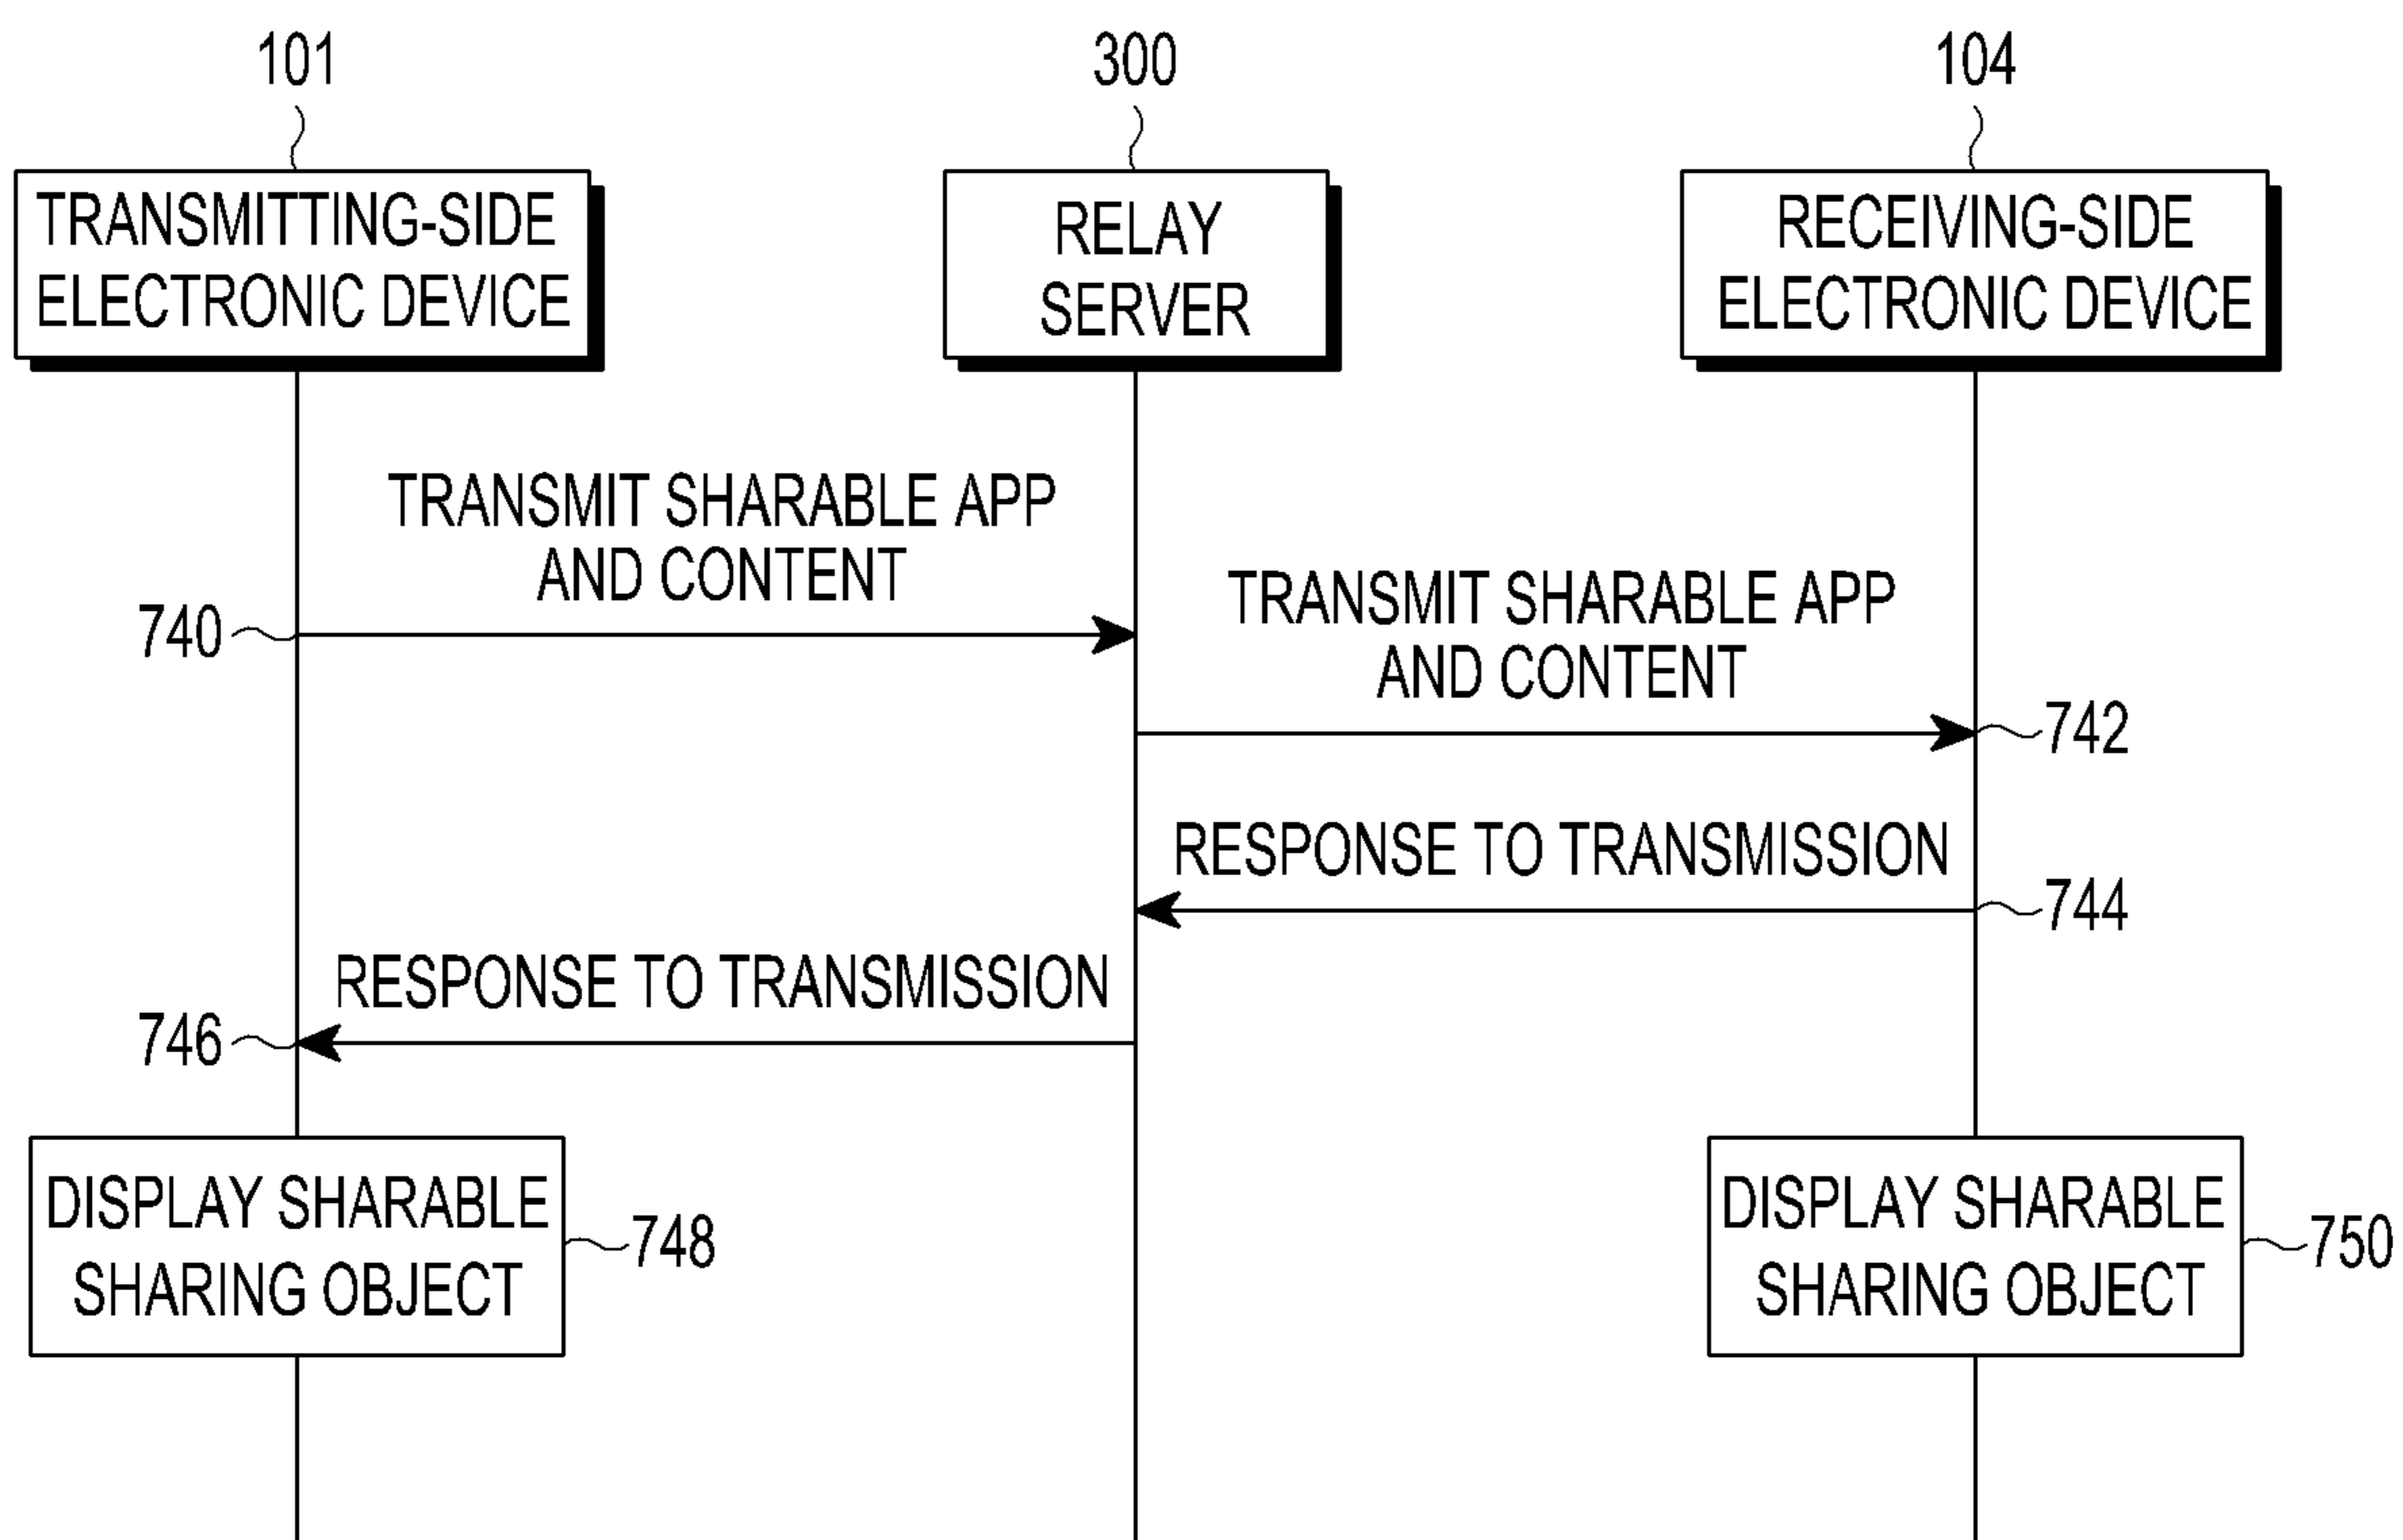 101
300
104
TRANSMITTING-SIDE
ELECTRONIC DEVICE
RELAY
SERVER
RECEIVING-SIDE
ELECTRONIC DEVICE
TRANSMIT SHARABLE APP
AND CONTENT
740
TRANSMIT SHARABLE APP
AND CONTENT
742
RESPONSE TO TRANSMISSION
744
RESPONSE TO TRANSMISSION
746
DISPLAY SHARABLE
SHARING OBJECT
748
DISPLAY SHARABLE
SHARING OBJECT
750